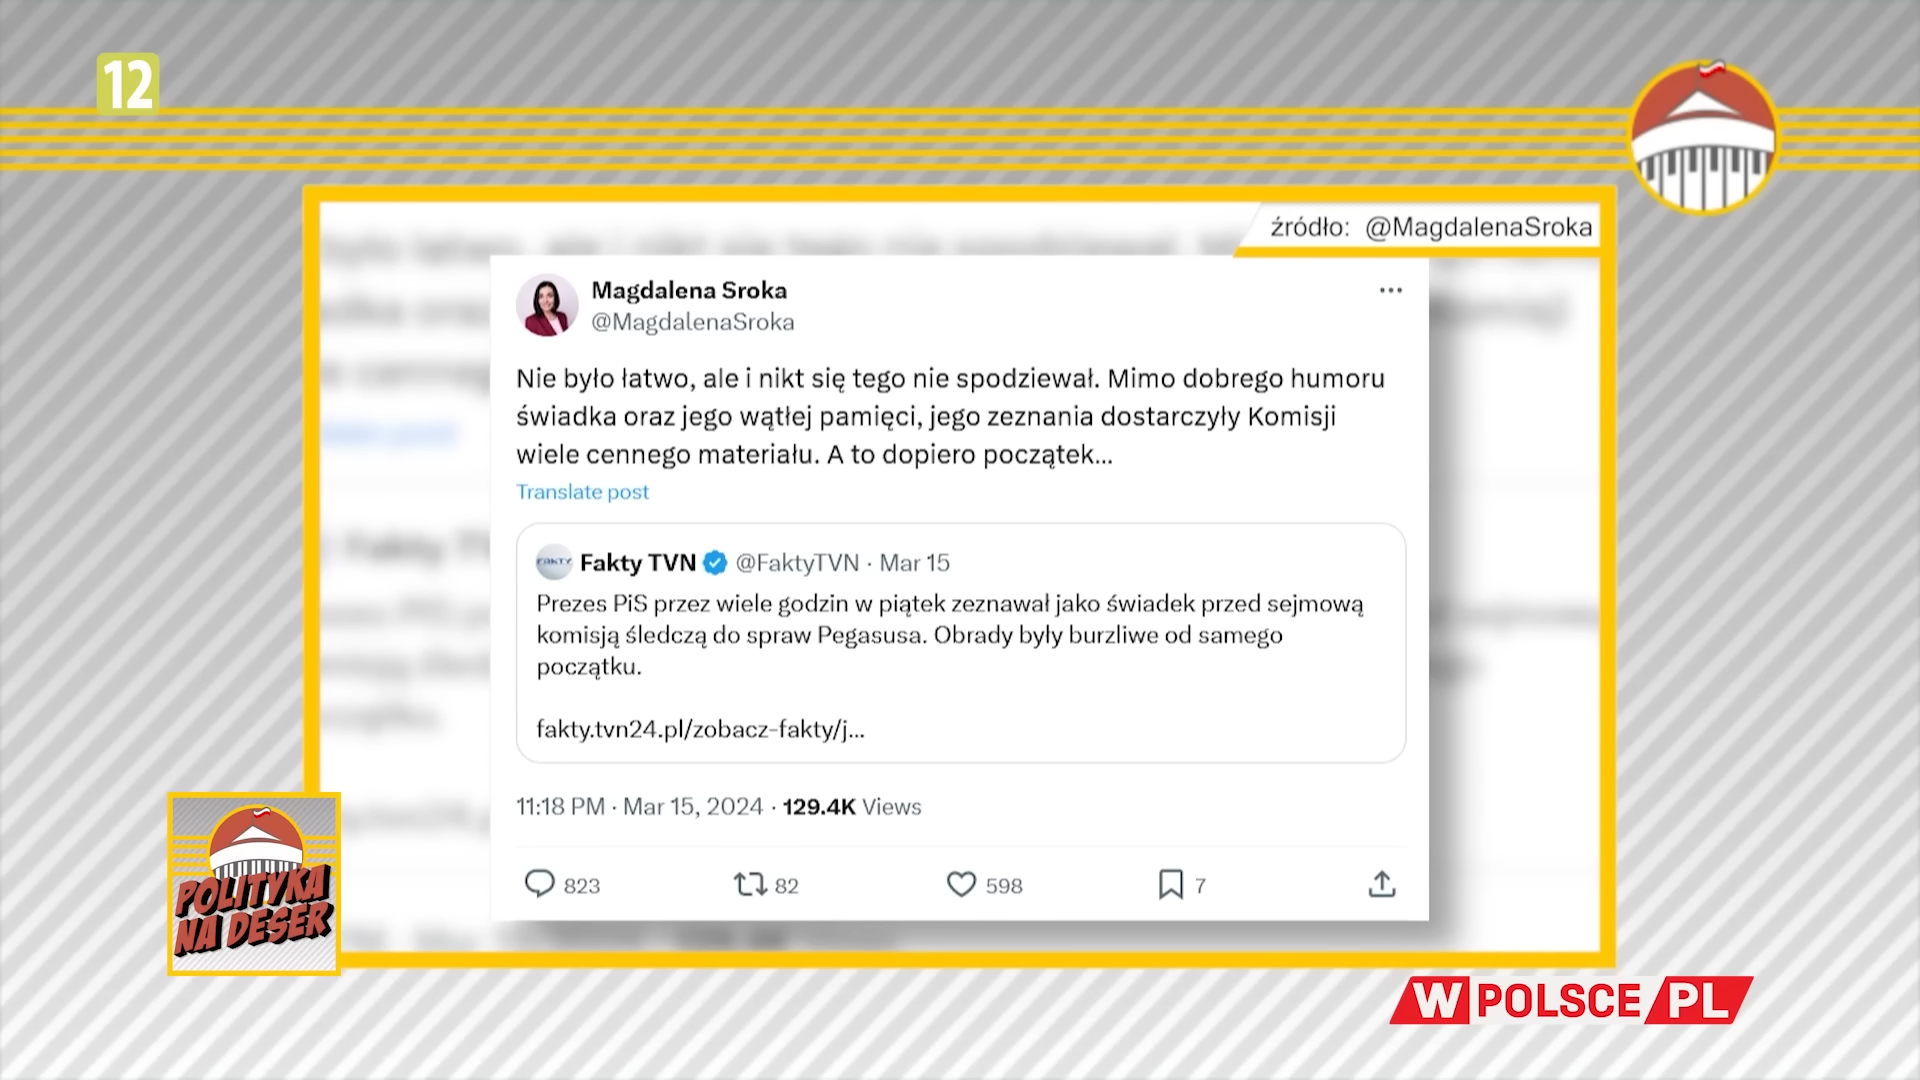 12
źródło: @MagdalenaSroka
Magdalena Sroka
@MagdalenaSroka
Nie było łatwo, ale i nikt się tego nie spodziewał. Mimo dobrego humoru
świadka oraz jego wątłej pamięci, jego zeznania dostarczyły Komisji
wiele cennego materiału. A to dopiero początek...
Translate post
FAKTY
Fakty TVN @FaktyTVN · Mar 15
Prezes PiS przez wiele godzin w piątek zeznawał jako świadek przed sejmową
komisją śledczą do spraw Pegasusa. Obrady były burzliwe od samego
początku.
fakty.tvn24.pl/zobacz-fakty/j...
11:18 PM · Mar 15, 2024 · 129.4K Views
823 82 598 7
POLITYKA
NA DESER
WPOLSCE PL